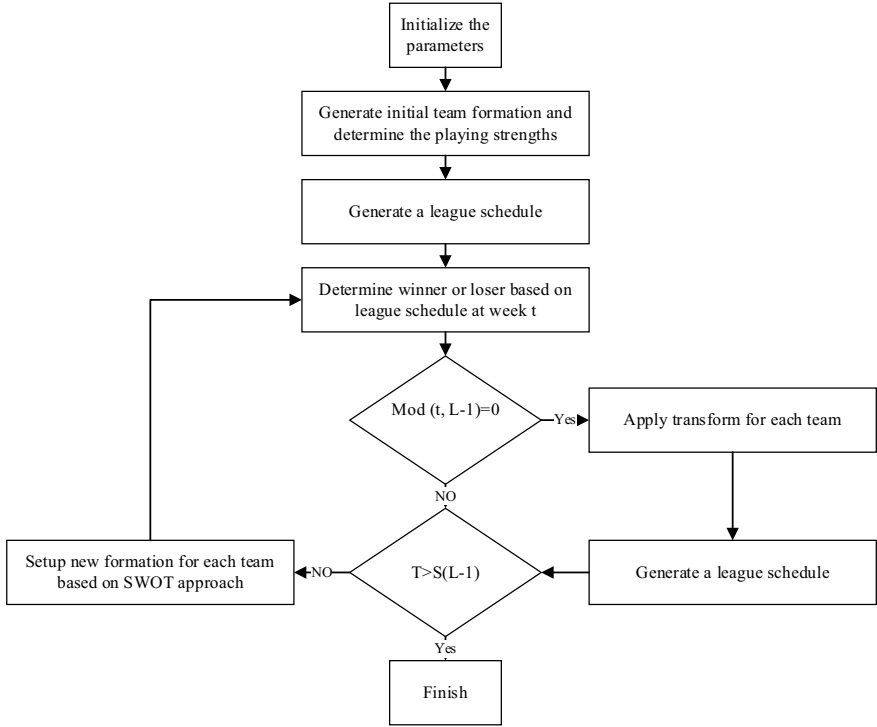 Initialize the
parameters
Generate initial team formation and
determine the playing strengths
Generate a league schedule
Determine winner or loser based on
league schedule at week t
Mod (t, L-1)=0
Yes
Apply transform for each team
NO
Setup new formation for each team
based on SWOT approach
NO
T>S(L-1)
Generate a league schedule
Yes
Finish